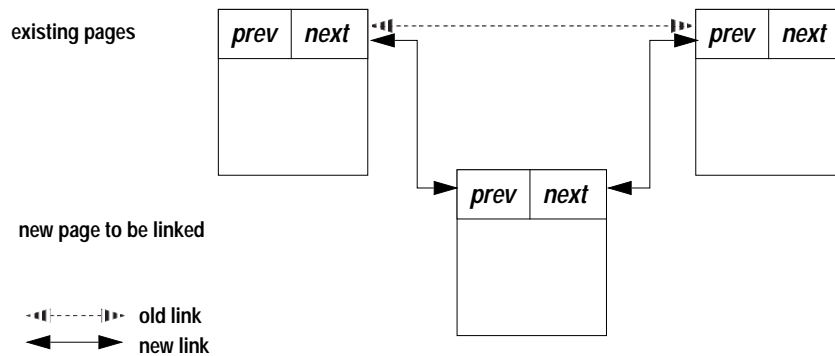 existing pages
prev next
prev next
prev next
new page to be linked
old link
new link